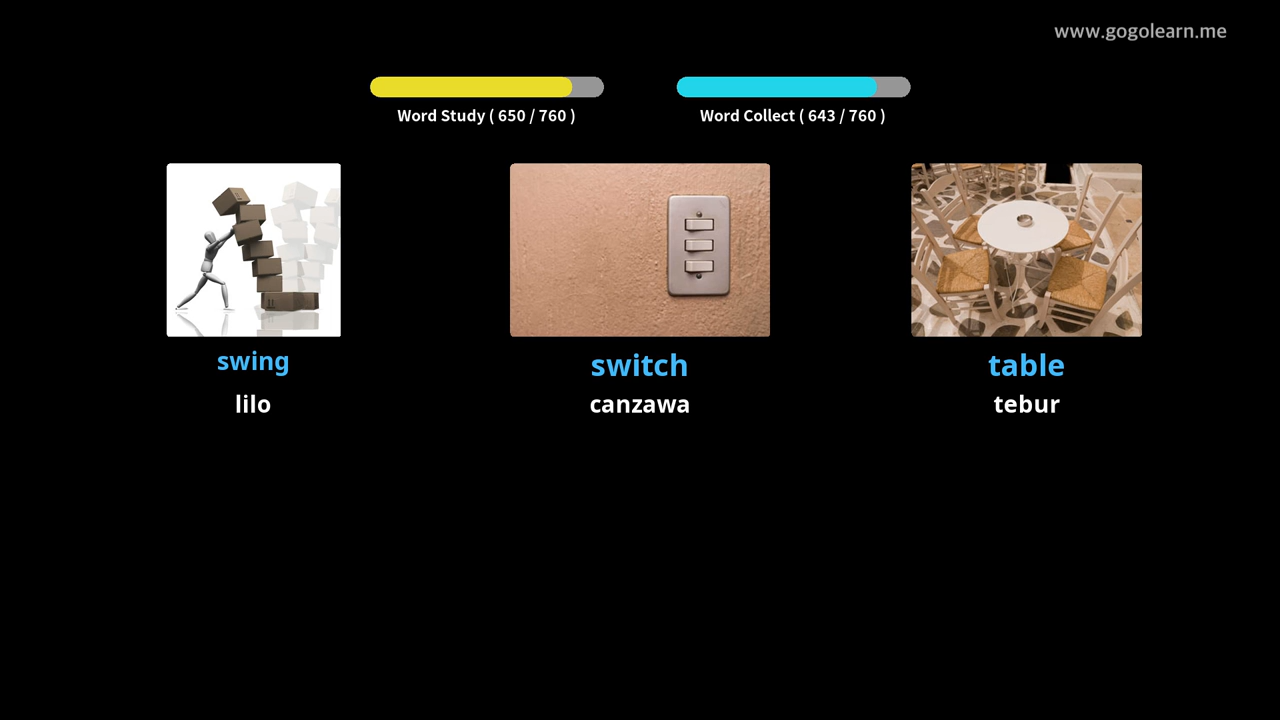 www.gogolearn.me
Word Study ( 650 / 760 )
Word Collect ( 643 / 760 )
swing
switch
table
lilo
canzawa
tebur